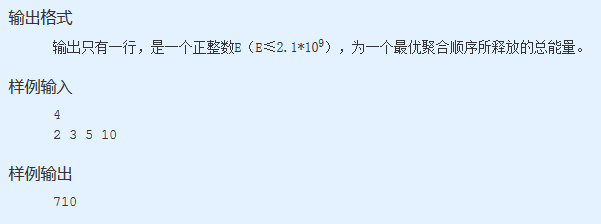 输出格式
输出只有一行，是一个正整数E（E≤2.1*10⁹），为一个最优聚合顺序所释放的总能量。
样例输入
4
2 3 5 10
样例输出
710